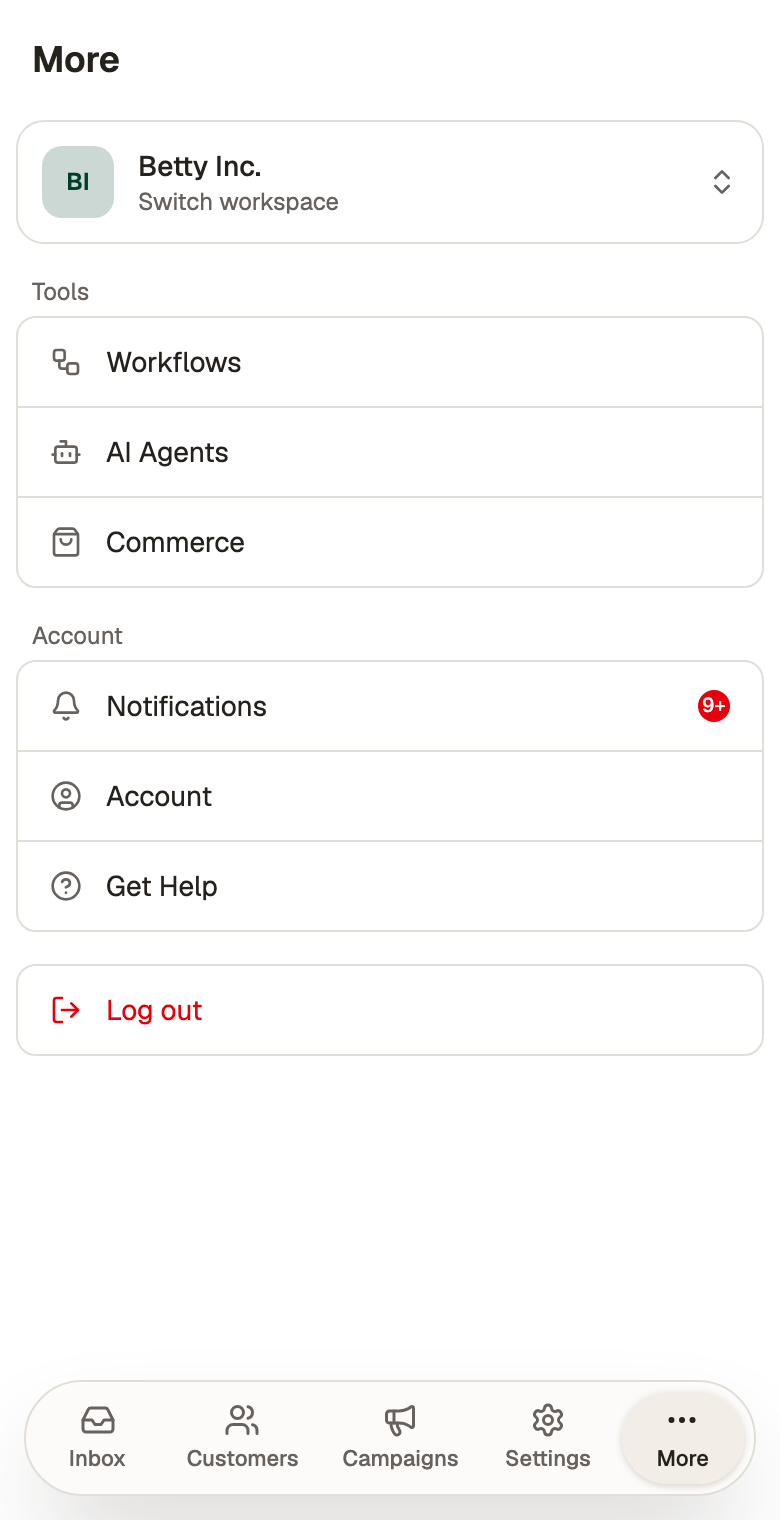 More
BI
Betty Inc.
Switch workspace
Tools
Workflows
AI Agents
Commerce
Account
Notifications
9+
Account
Get Help
Log out
Inbox
Customers
Campaigns
Settings
More